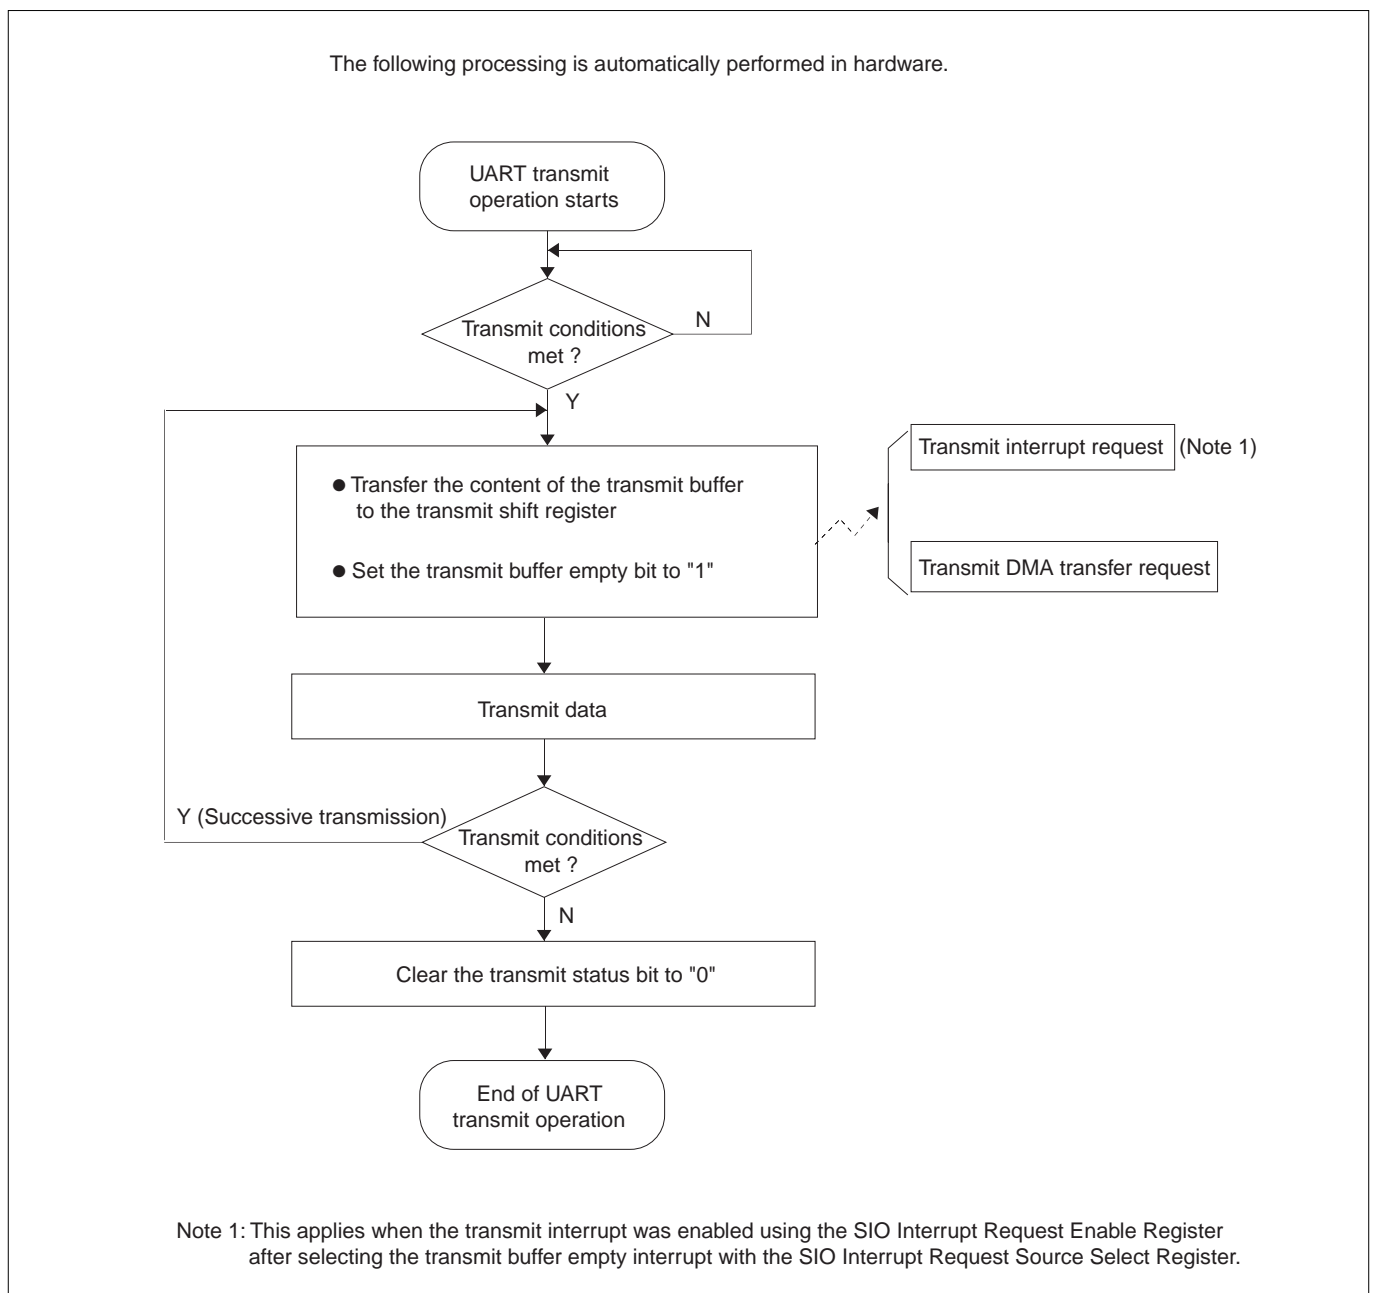 The following processing is automatically performed in hardware.
UART transmit
operation starts
Transmit conditions
met ?
N
Y
● Transfer the content of the transmit buffer
to the transmit shift register
● Set the transmit buffer empty bit to "1"
Transmit interrupt request (Note 1)
Transmit DMA transfer request
Transmit data
Y (Successive transmission)
Transmit conditions
met ?
N
Clear the transmit status bit to "0"
End of UART
transmit operation
Note 1: This applies when the transmit interrupt was enabled using the SIO Interrupt Request Enable Register
after selecting the transmit buffer empty interrupt with the SIO Interrupt Request Source Select Register.